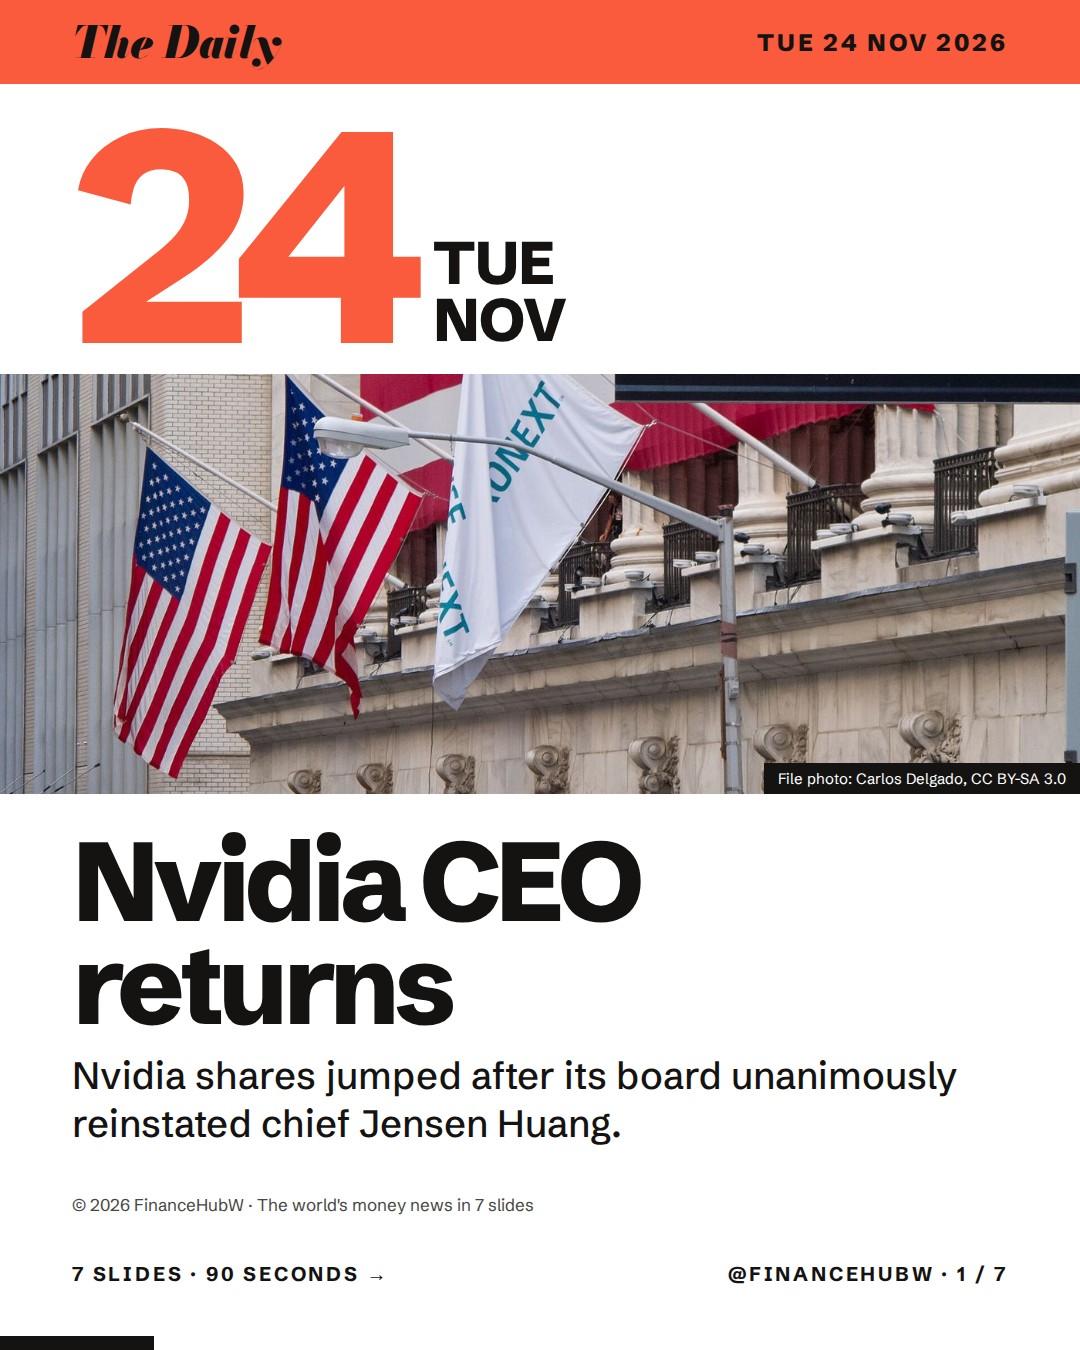 The Daily
TUE 24 NOV 2026
24
TUE
NOV
File photo: Carlos Delgado, CC BY-SA 3.0
Nvidia CEO
returns
Nvidia shares jumped after its board unanimously
reinstated chief Jensen Huang.
© 2026 FinanceHubW · The world's money news in 7 slides
7 SLIDES · 90 SECONDS →
@FINANCEHUBW · 1 / 7